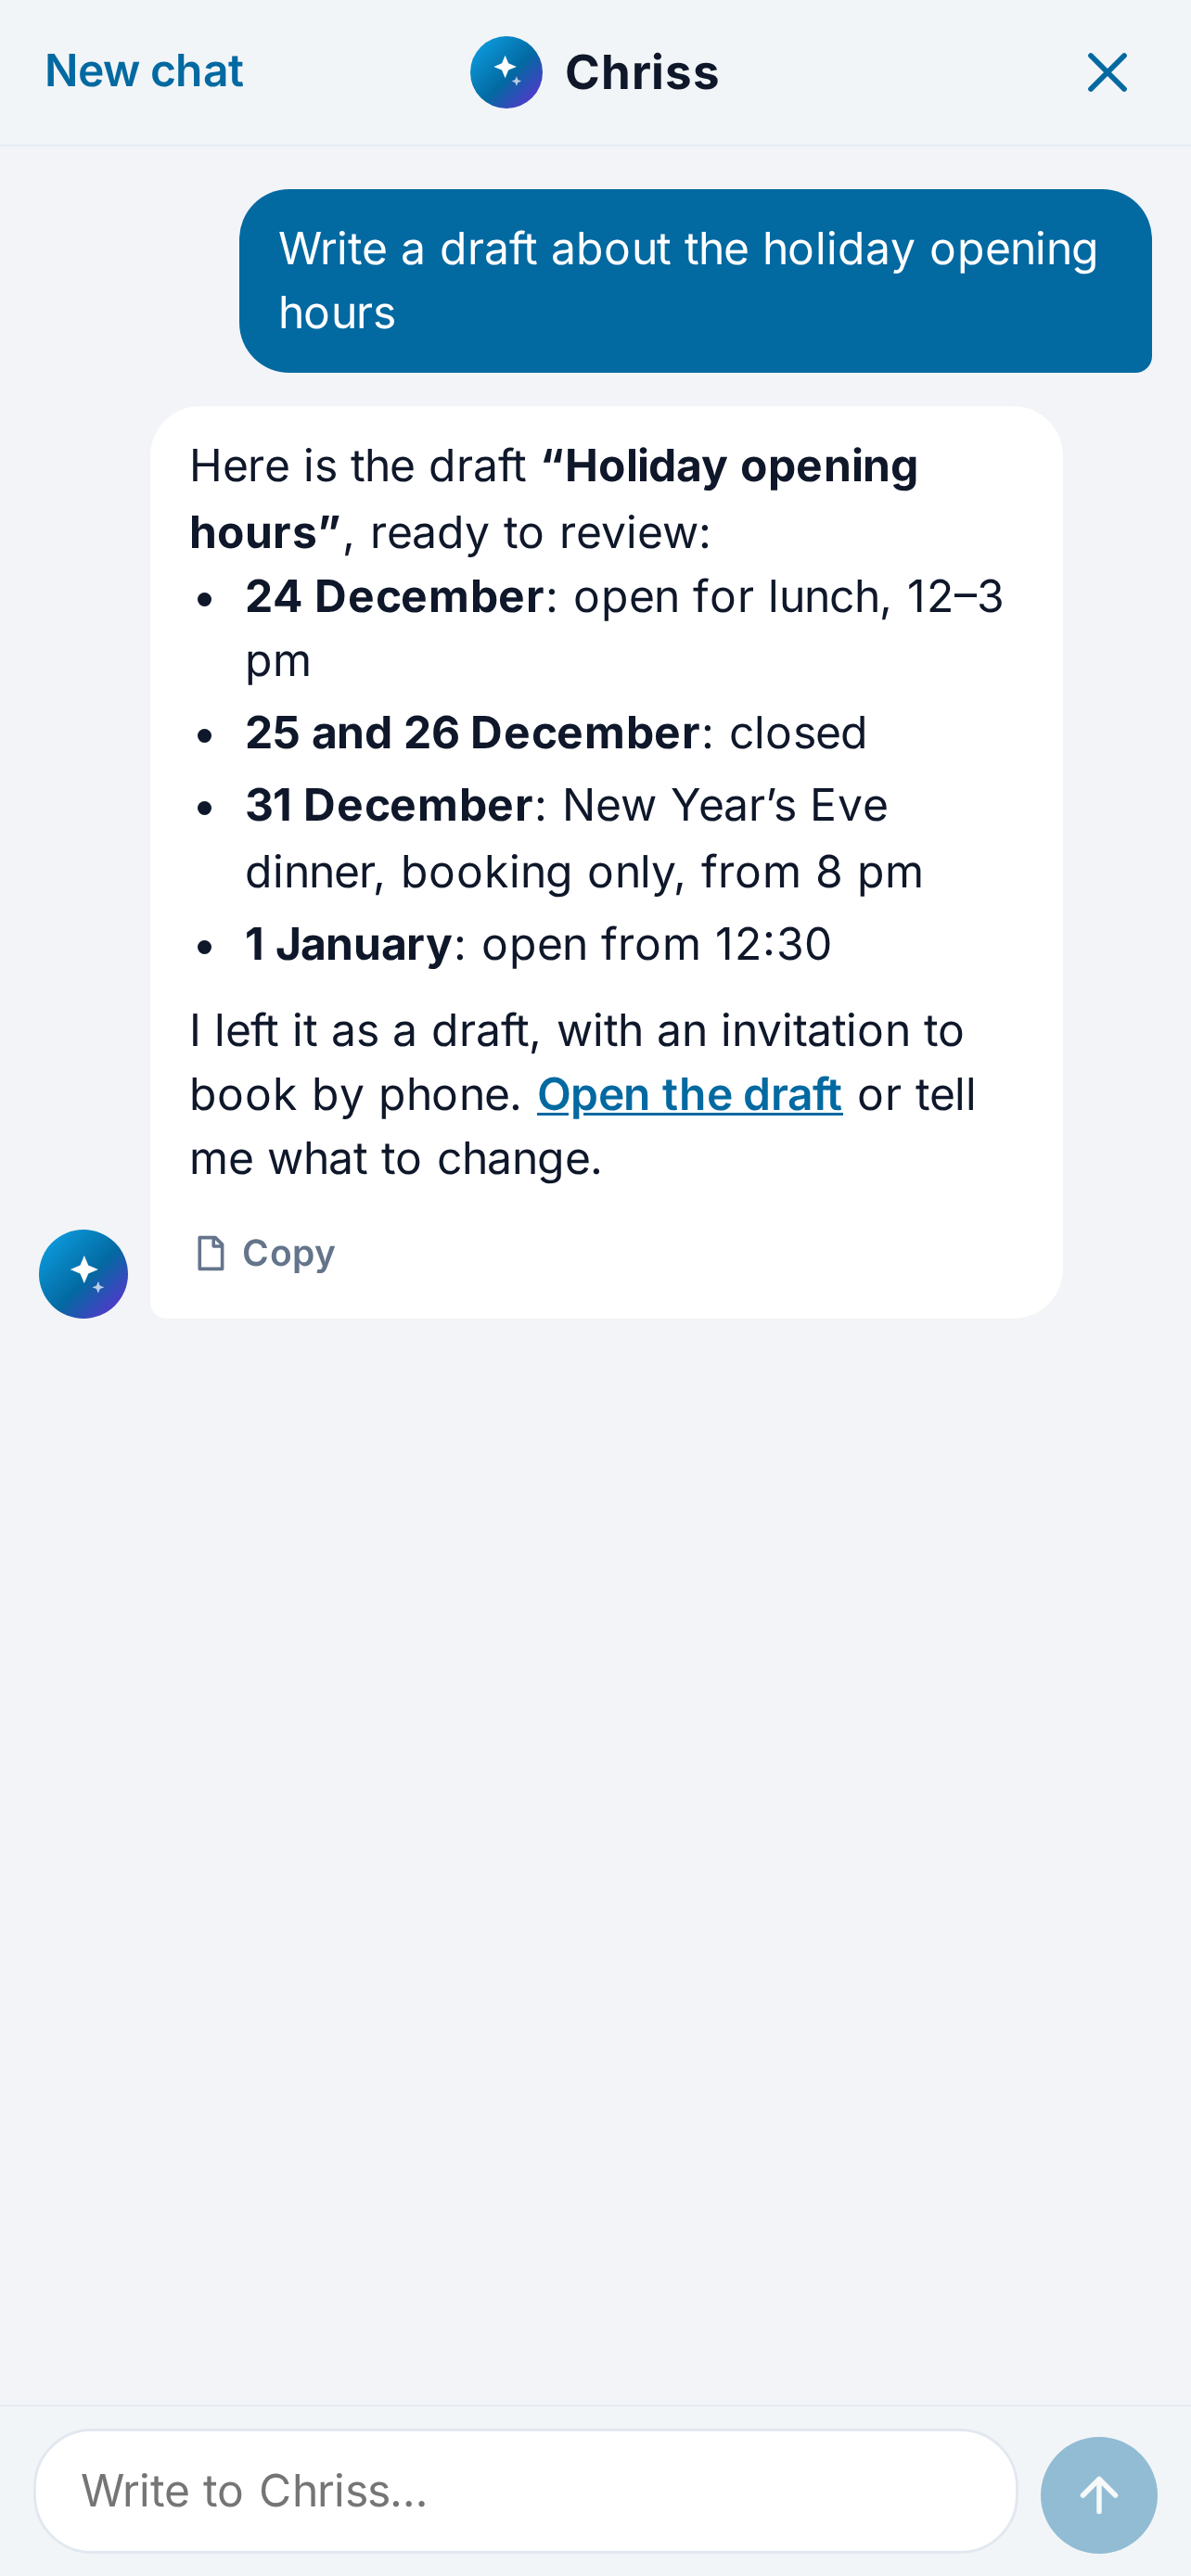 New chat
Chriss
Write a draft about the holiday opening
hours
Here is the draft “Holiday opening
hours”, ready to review:
• 24 December: open for lunch, 12–3
pm
• 25 and 26 December: closed
• 31 December: New Year’s Eve
dinner, booking only, from 8 pm
• 1 January: open from 12:30
I left it as a draft, with an invitation to
book by phone. Open the draft or tell
me what to change.
Copy
Write to Chriss...